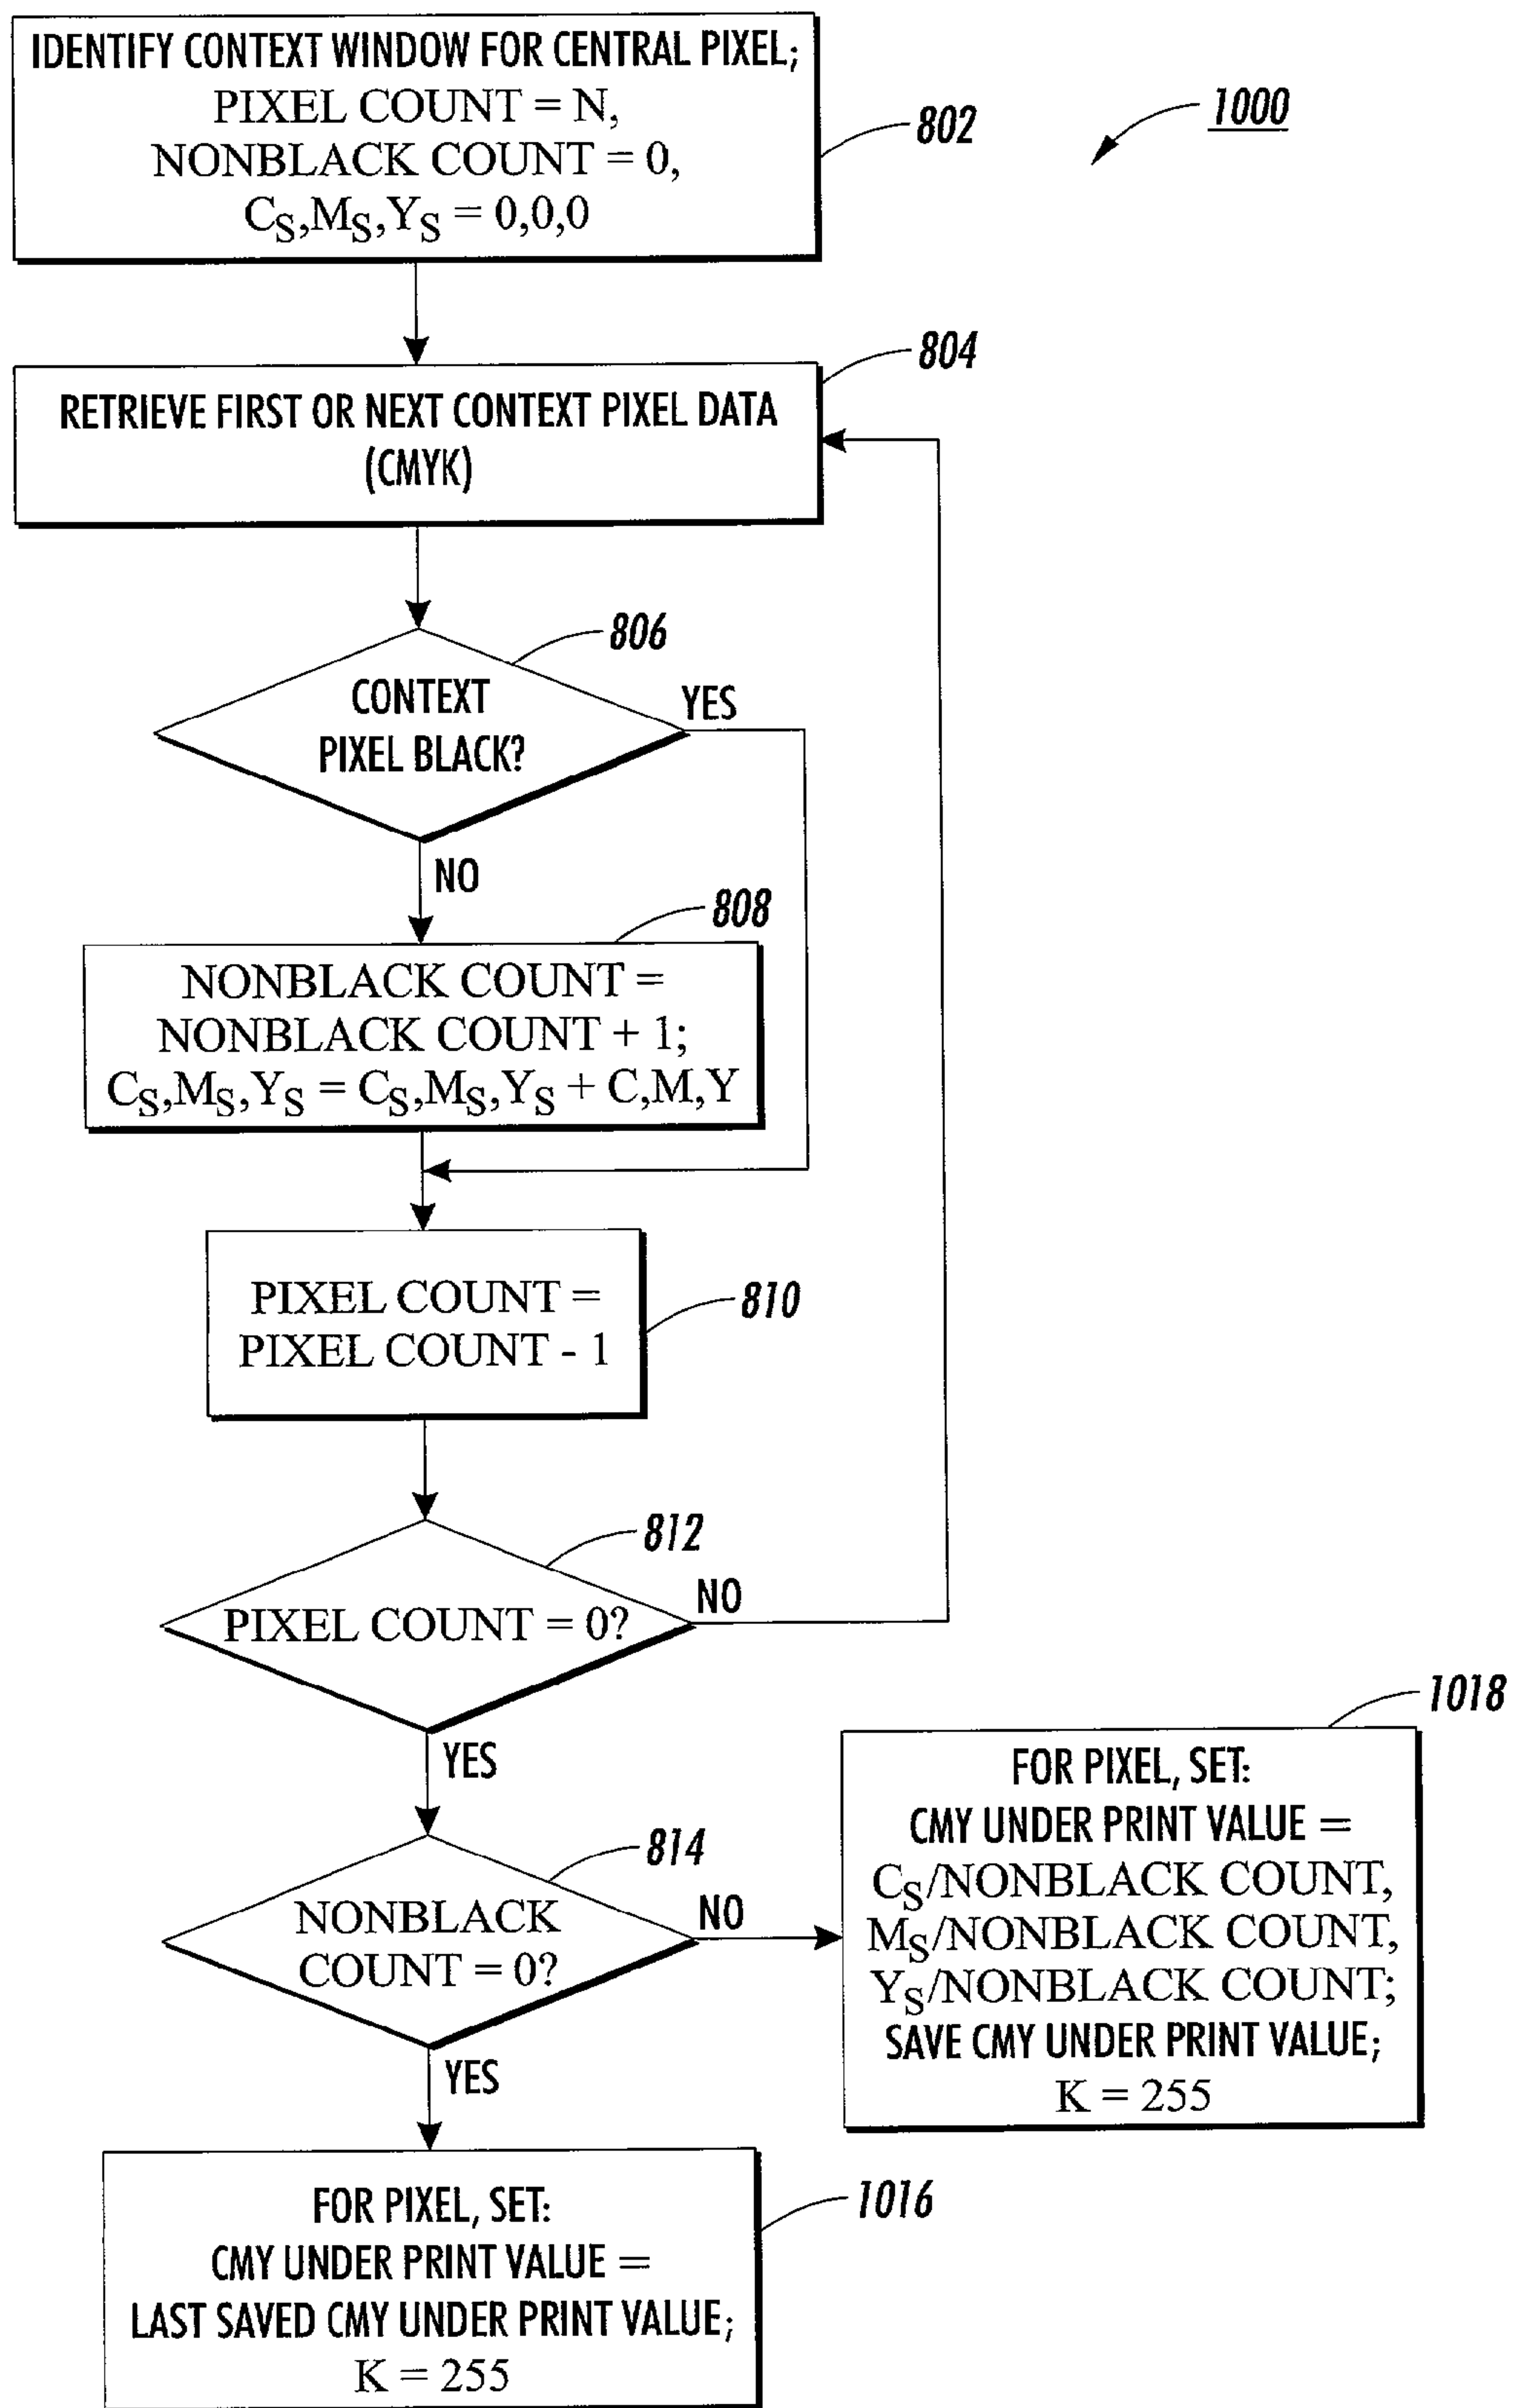 IDENTIFY CONTEXT WINDOW FOR CENTRAL PIXEL;
PIXEL COUNT = N,
NONBLACK COUNT = 0,
CS,MS,YS = 0,0,0
802
1000
804
RETRIEVE FIRST OR NEXT CONTEXT PIXEL DATA
(CMYK)
806
CONTEXT
PIXEL BLACK?
YES
NO
808
NONBLACK COUNT =
NONBLACK COUNT + 1;
CS,MS,YS = CS,MS,YS + C,M,Y
PIXEL COUNT =
PIXEL COUNT - 1
810
812
PIXEL COUNT = 0?
NO
YES
814
NONBLACK
COUNT = 0?
NO
YES
1018
FOR PIXEL, SET:
CMY UNDER PRINT VALUE =
CS/NONBLACK COUNT,
MS/NONBLACK COUNT,
YS/NONBLACK COUNT;
SAVE CMY UNDER PRINT VALUE;
K = 255
1016
FOR PIXEL, SET:
CMY UNDER PRINT VALUE =
LAST SAVED CMY UNDER PRINT VALUE;
K = 255